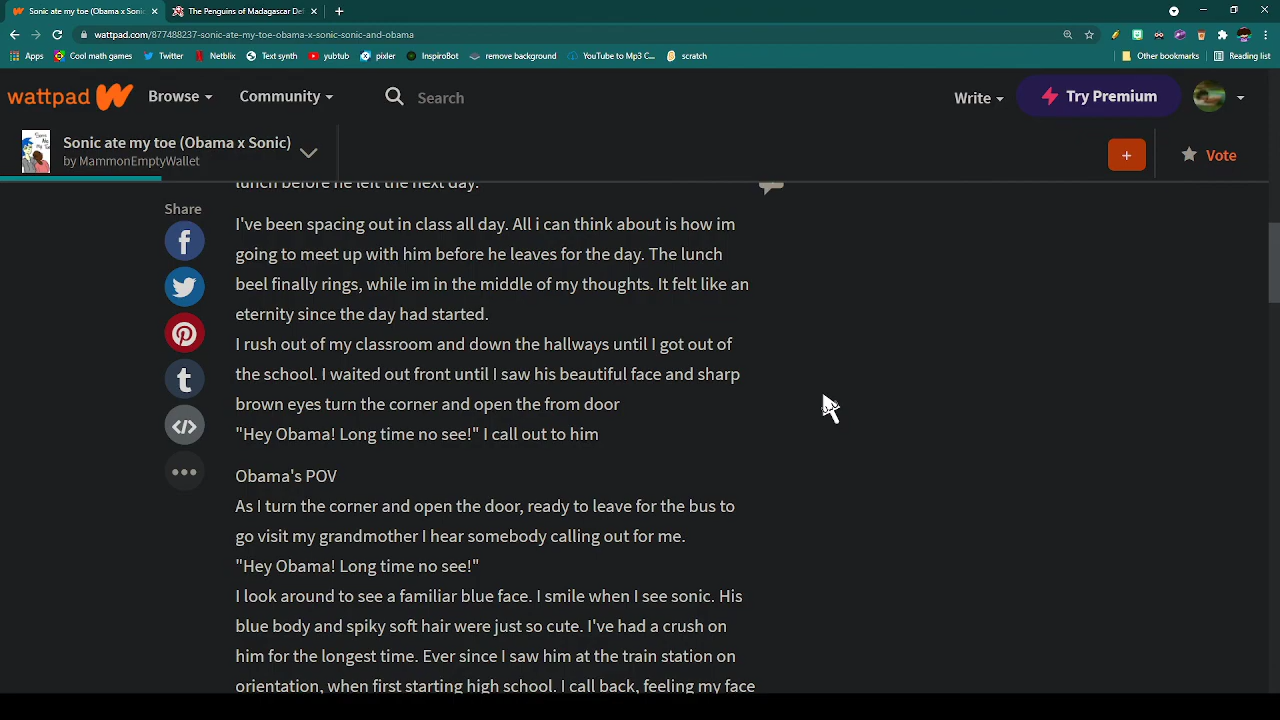 Sonic ate my toe (Obama x Sonic
The Penguins of Madagascar Def
wattpad.com/877488237-sonic-ate-my-toe-obama-x-sonic-sonic-and-obama
Apps Cool math games Twitter Netblix Text synth yubtub pixler InspiroBot remove background YouTube to Mp3 C... scratch Other bookmarks Reading list
wattpad Browse Community Search Write Try Premium
Sonic ate my toe (Obama x Sonic)
by MammonEmptyWallet
Vote
lunch before he left the next day.
Share
I've been spacing out in class all day. All i can think about is how im
going to meet up with him before he leaves for the day. The lunch
beel finally rings, while im in the middle of my thoughts. It felt like an
eternity since the day had started.
I rush out of my classroom and down the hallways until I got out of
the school. I waited out front until I saw his beautiful face and sharp
brown eyes turn the corner and open the from door
"Hey Obama! Long time no see!" I call out to him
Obama's POV
As I turn the corner and open the door, ready to leave for the bus to
go visit my grandmother I hear somebody calling out for me.
"Hey Obama! Long time no see!"
I look around to see a familiar blue face. I smile when I see sonic. His
blue body and spiky soft hair were just so cute. I've had a crush on
him for the longest time. Ever since I saw him at the train station on
orientation, when first starting high school. I call back, feeling my face